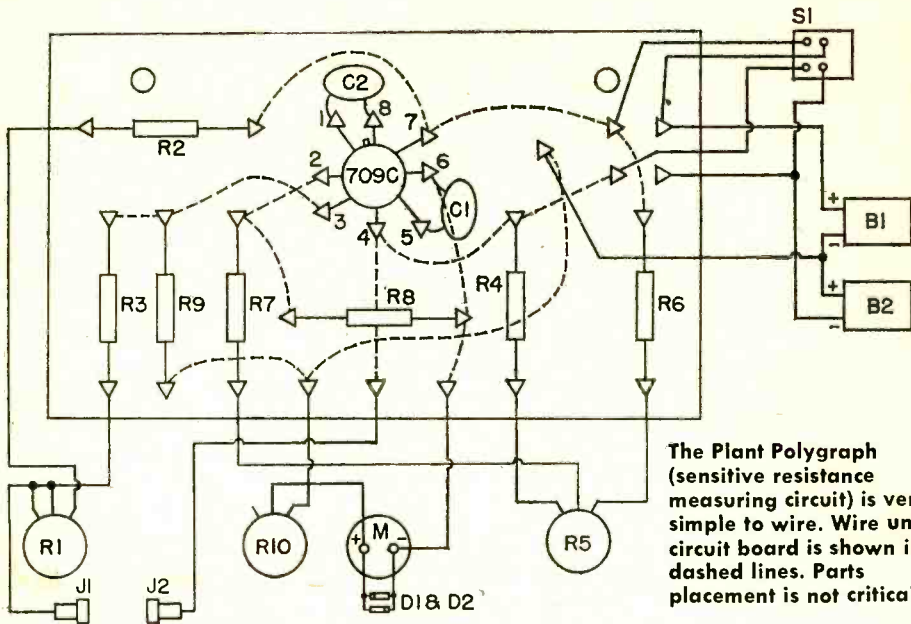 S1
C2
1
8
7
R2
2
709C
6
3
C1
4
5
+
B1
-
R3
R9
R7
R8
R4
R6
+
B2
-
The Plant Polygraph
(sensitive resistance
measuring circuit) is ver
simple to wire. Wire un
circuit board is shown i
dashed lines. Parts
placement is not critica
R1
R10
+
M
-
R5
J1
J2
D1 & D2